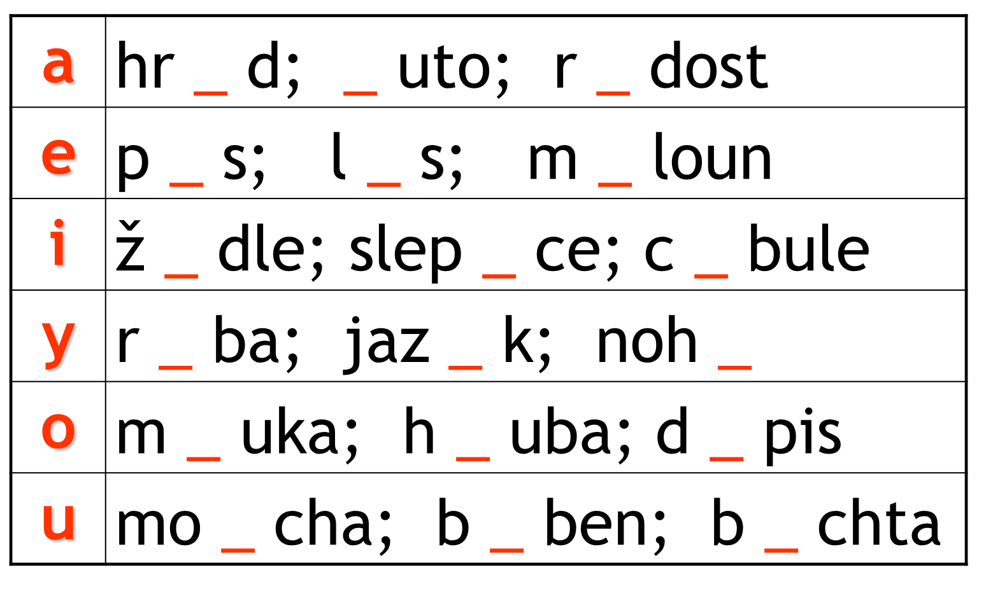 a hr _ d; _ uto; r _ dost
e p _ s; l _ s; m _ loun
i ž _ dle; slep _ ce; c _ bule
y r _ ba; jaz _ k; noh _
o m _ uka; h _ uba; d _ pis
u mo _ cha; b _ ben; b _ chta